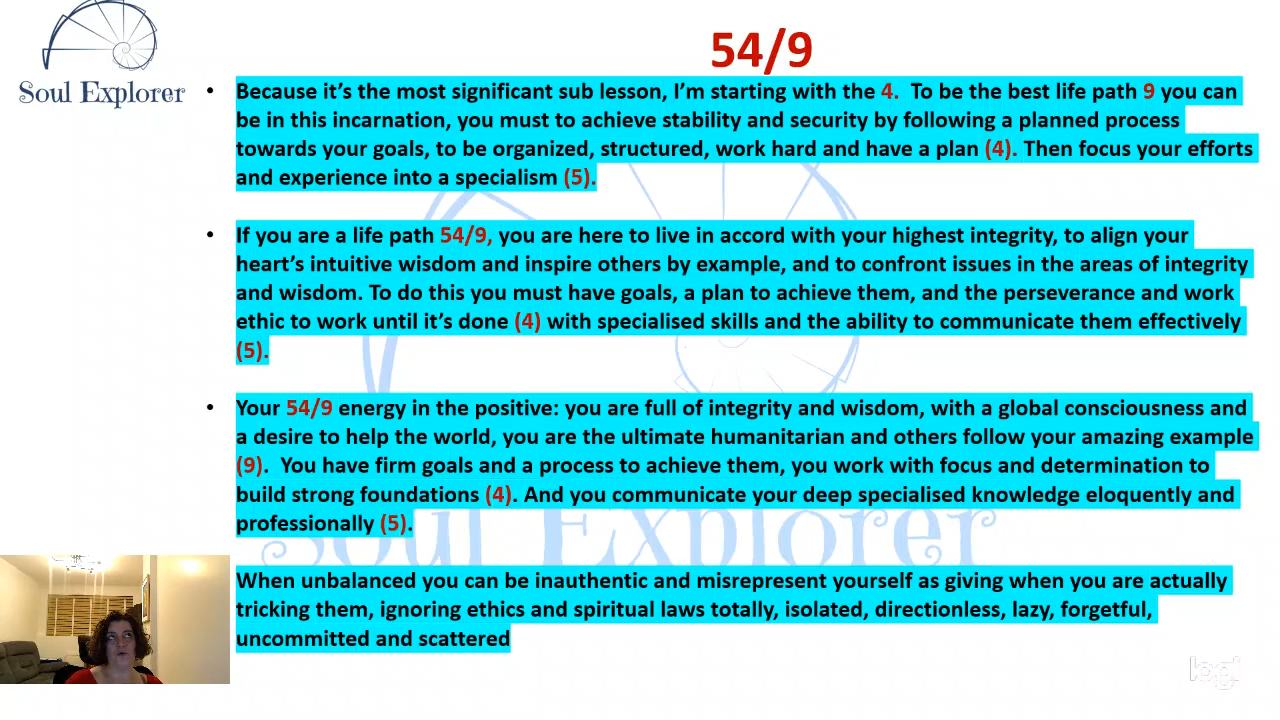 54/9
Soul Explorer
• Because it's the most significant sub lesson, I'm starting with the 4.  To be the best life path 9 you can
be in this incarnation, you must to achieve stability and security by following a planned process
towards your goals, to be organized, structured, work hard and have a plan (4). Then focus your efforts
and experience into a specialism (5).
• If you are a life path 54/9, you are here to live in accord with your highest integrity, to align your
heart's intuitive wisdom and inspire others by example, and to confront issues in the areas of integrity
and wisdom. To do this you must have goals, a plan to achieve them, and the perseverance and work
ethic to work until it's done (4) with specialised skills and the ability to communicate them effectively
(5).
• Your 54/9 energy in the positive: you are full of integrity and wisdom, with a global consciousness and
a desire to help the world, you are the ultimate humanitarian and others follow your amazing example
(9).  You have firm goals and a process to achieve them, you work with focus and determination to
build strong foundations (4). And you communicate your deep specialised knowledge eloquently and
professionally (5).
Soul Explorer
When unbalanced you can be inauthentic and misrepresent yourself as giving when you are actually
tricking them, ignoring ethics and spiritual laws totally, isolated, directionless, lazy, forgetful,
uncommitted and scattered
logi